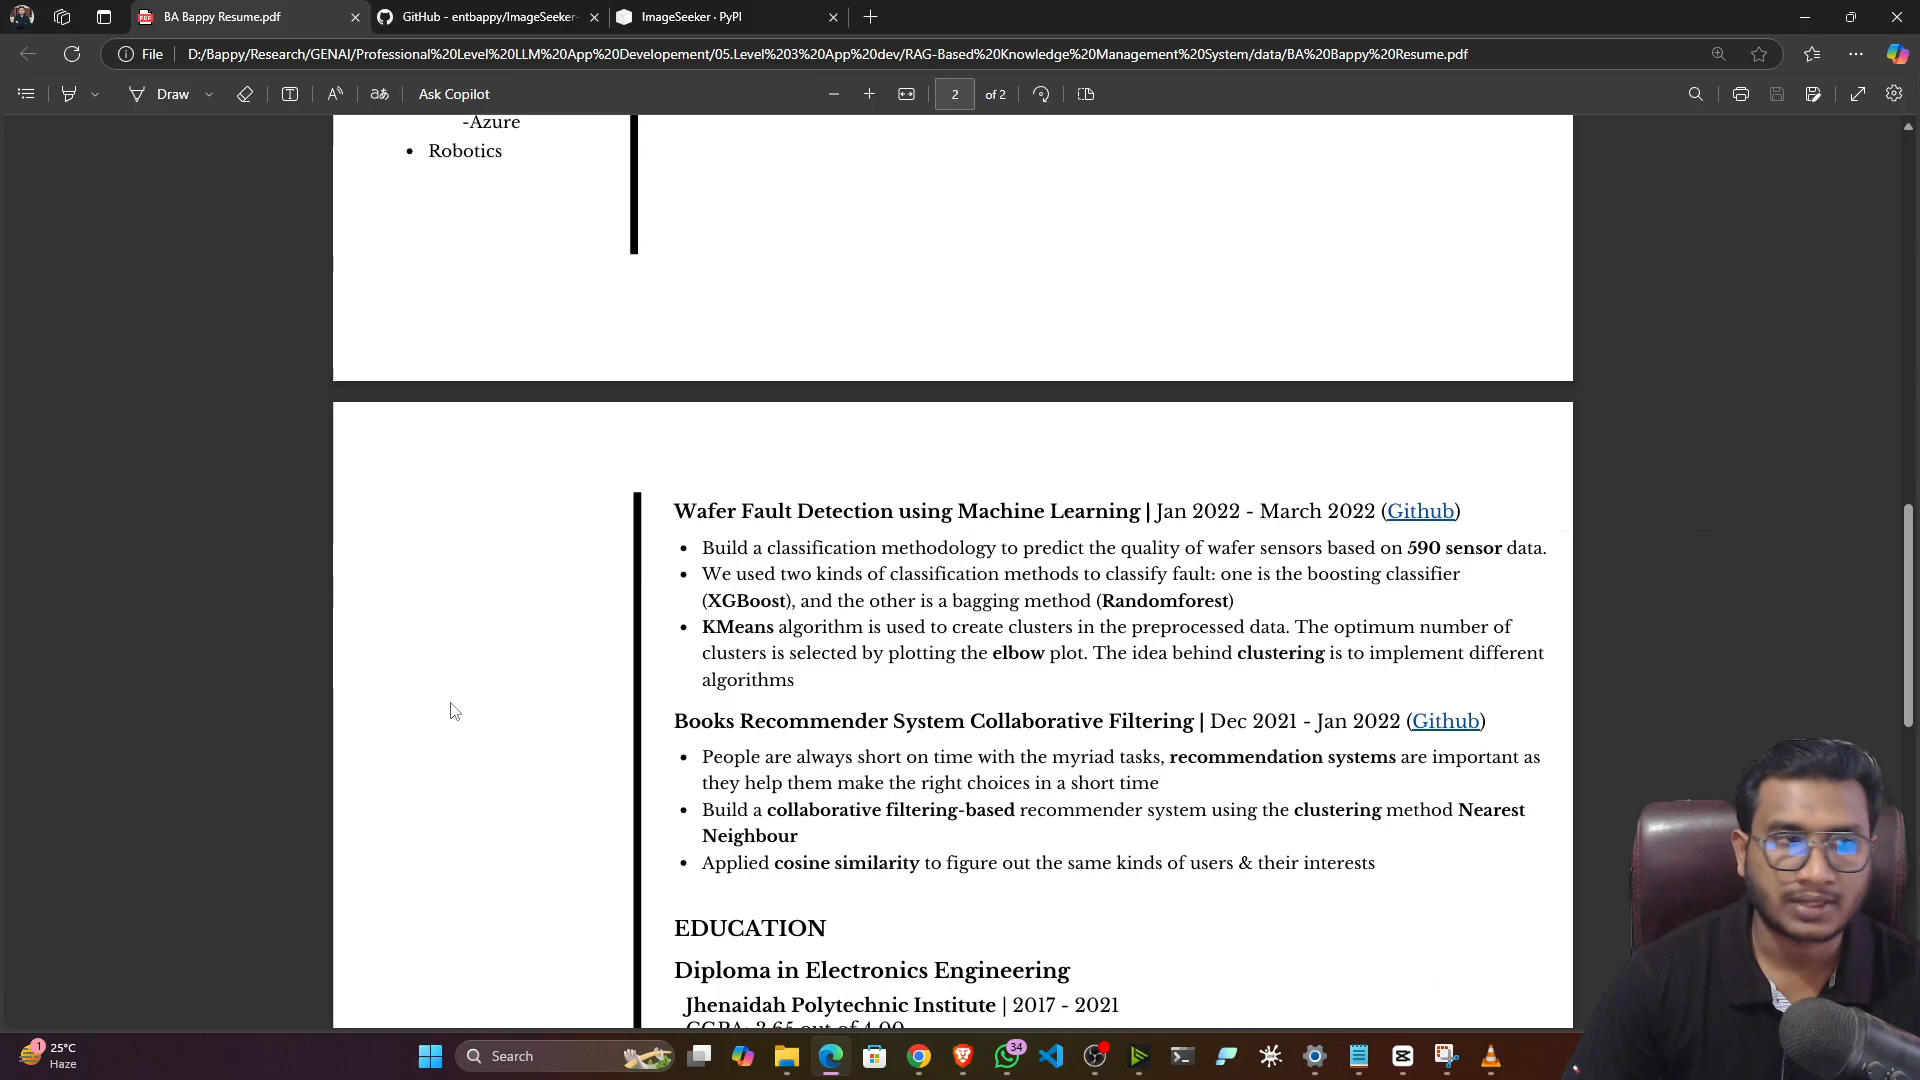 BA Bappy Resume.pdf
GitHub - entbappy/ImageSeeker-
ImageSeeker · PyPI
File
D:/Bappy/Research/GENAI/Professional%20Level%20LLM%20App%20Developement/05.Level%203%20App%20dev/RAG-Based%20Knowledge%20Management%20System/data/BA%20Bappy%20Resume.pdf
Draw
Ask Copilot
2
of 2
-Azure
• Robotics
Wafer Fault Detection using Machine Learning | Jan 2022 - March 2022 (Github)
• Build a classification methodology to predict the quality of wafer sensors based on 590 sensor data.
• We used two kinds of classification methods to classify fault: one is the boosting classifier
(XGBoost), and the other is a bagging method (Randomforest)
• KMeans algorithm is used to create clusters in the preprocessed data. The optimum number of
clusters is selected by plotting the elbow plot. The idea behind clustering is to implement different
algorithms
Books Recommender System Collaborative Filtering | Dec 2021 - Jan 2022 (Github)
• People are always short on time with the myriad tasks, recommendation systems are important as
they help them make the right choices in a short time
• Build a collaborative filtering-based recommender system using the clustering method Nearest
Neighbour
• Applied cosine similarity to figure out the same kinds of users & their interests
EDUCATION
Diploma in Electronics Engineering
Jhenaidah Polytechnic Institute | 2017 - 2021
CGPA: 3.65 out of 4.00
1
25°C
Haze
Search
34